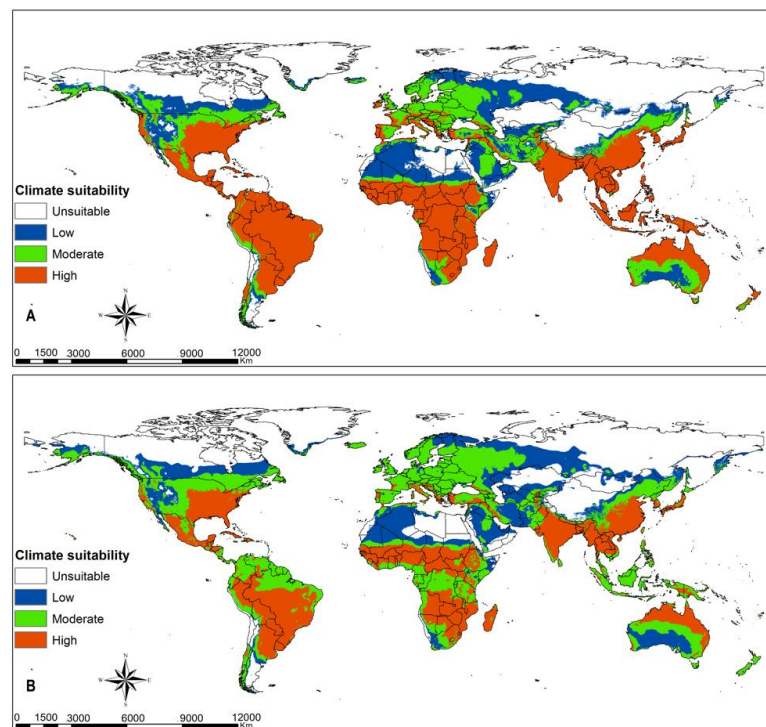 Climate suitability
Unsuitable
Low
Moderate
High
N
W E
S
A
0 1500 3000 6000 9000 12000
Km
Climate suitability
Unsuitable
Low
Moderate
High
N
W E
S
B
0 1500 3000 6000 9000 12000
Km